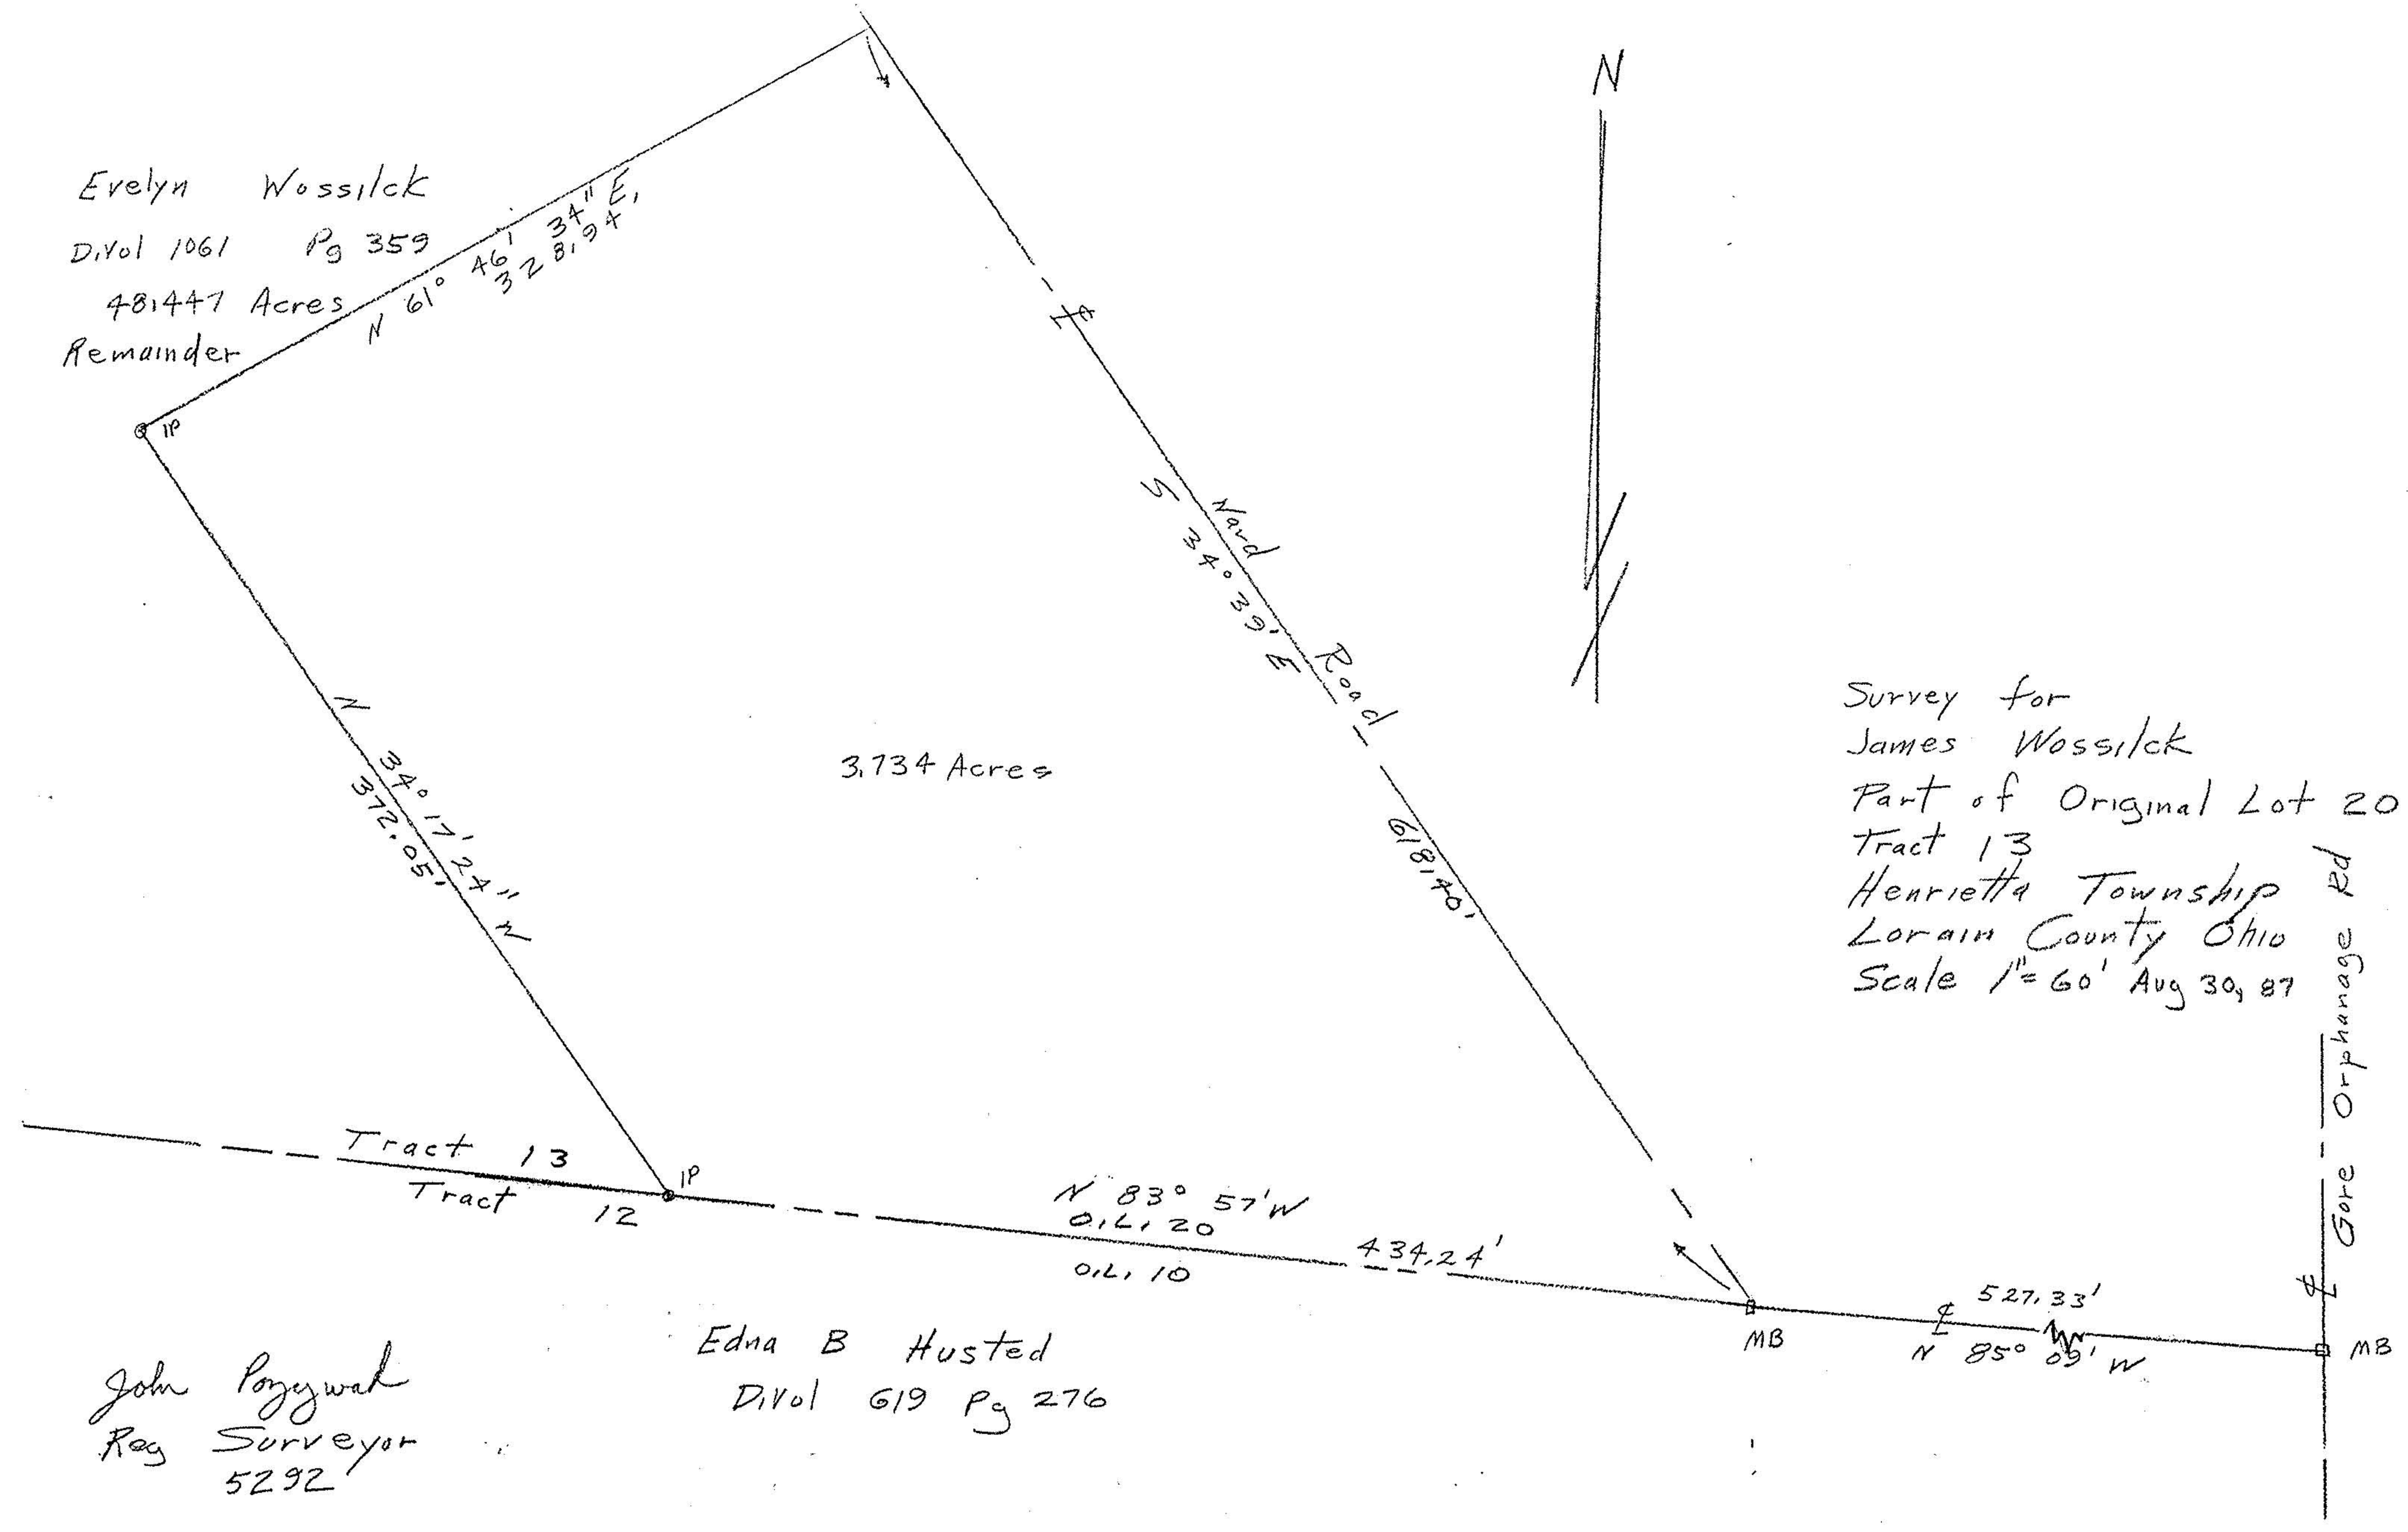 N
Evelyn Wossilck
D.Vol 1061 Pg 359
48.447 Acres
Remainder
N 61° 46' 34" E.
328.94'
IP
℄
S 34° 39' E
Nard Road
618.40'
N 34° 17' 24" W
372.05'
3.734 Acres
Survey for
James Wossilck
Part of Original Lot 20
Tract 13
Henrietta Township
Lorain County Ohio
Scale 1"=60' Aug 30, 87
Gore Orphanage Rd
℄
Tract 13
Tract 12
IP
N 83° 57' W
O.L. 20
434.24'
O.L. 10
MB
℄
527.33'
N 85° 09' W
MB
Edna B Husted
D.Vol 619 Pg 276
John
Reg Surveyor
5292